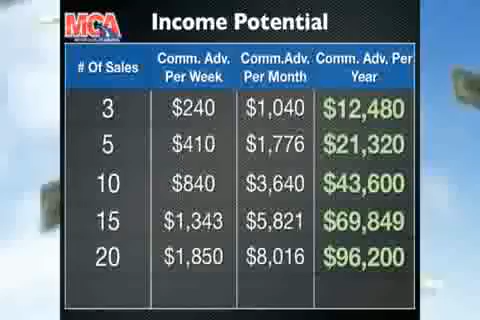 MCA
Income Potential
# Of Sales
Comm. Adv. Per Week
Comm.Adv. Per Month
Comm. Adv. Per Year
3 $240 $1,040 $12,480
5 $410 $1,776 $21,320
10 $840 $3,640 $43,600
15 $1,343 $5,821 $69,849
20 $1,850 $8,016 $96,200